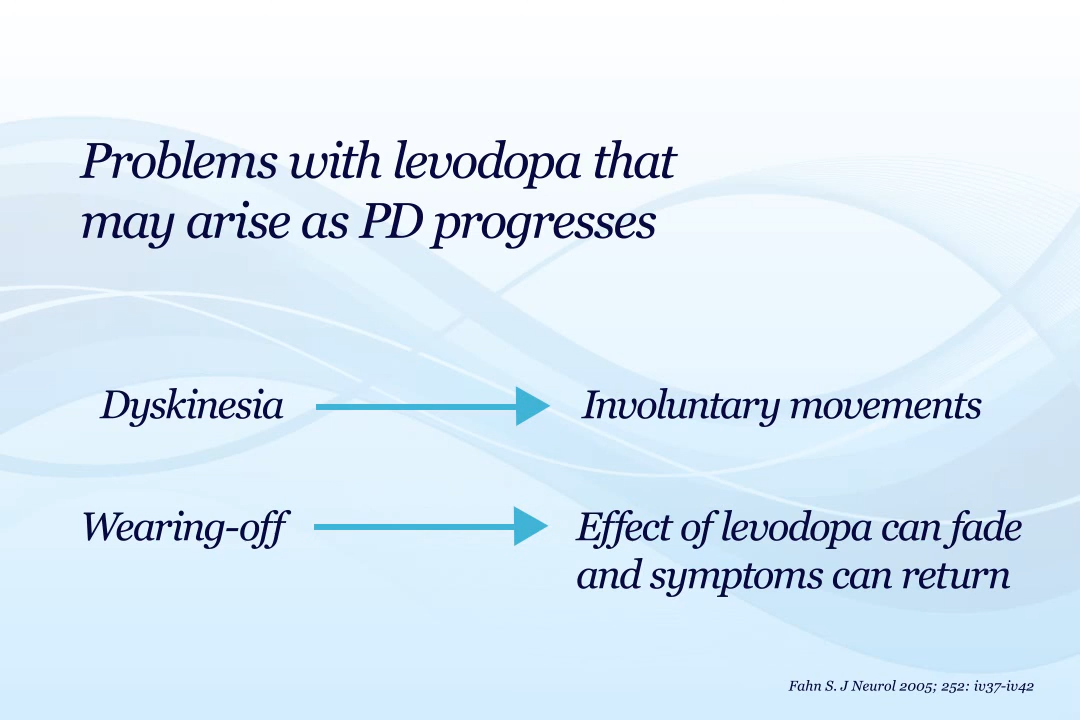 Problems with levodopa that
may arise as PD progresses
Dyskinesia
Involuntary movements
Wearing-off
Effect of levodopa can fade
and symptoms can return
Fahn S. J Neurol 2005; 252: iv37-iv42